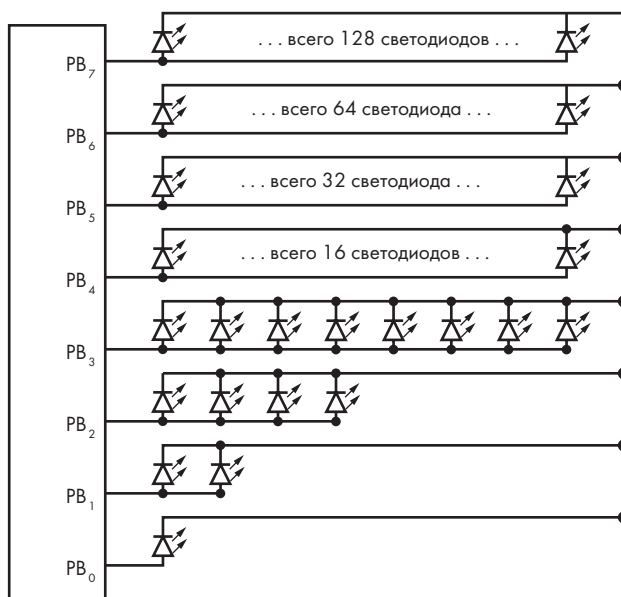 PB7 . . . всего 128 светодиодов . . .
PB6 . . . всего 64 светодиода . . .
PB5 . . . всего 32 светодиода . . .
PB4 . . . всего 16 светодиодов . . .
PB3
PB2
PB1
PB0